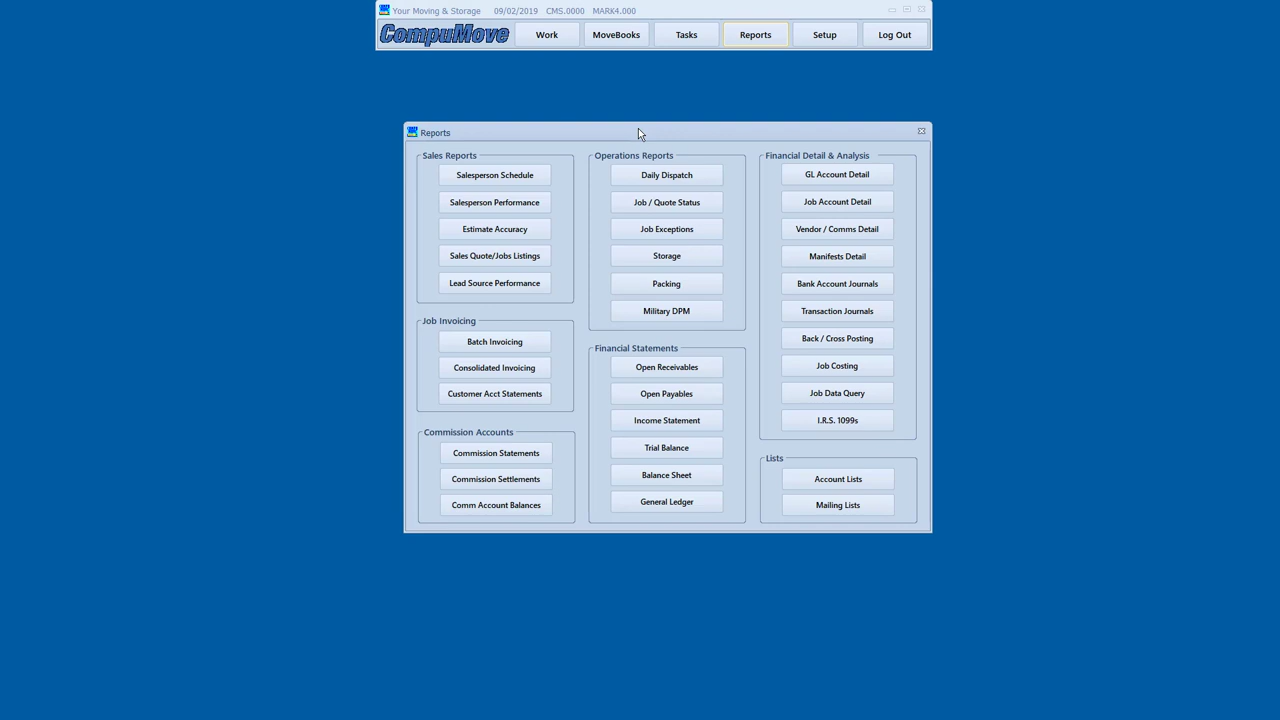 Your Moving & Storage 09/02/2019 CMS.0000 MARK4.000
CompuMove Work MoveBooks Tasks Reports Setup Log Out
Reports
Sales Reports
Salesperson Schedule
Salesperson Performance
Estimate Accuracy
Sales Quote/Jobs Listings
Lead Source Performance
Job Invoicing
Batch Invoicing
Consolidated Invoicing
Customer Acct Statements
Commission Accounts
Commission Statements
Commission Settlements
Comm Account Balances
Operations Reports
Daily Dispatch
Job / Quote Status
Job Exceptions
Storage
Packing
Military DPM
Financial Statements
Open Receivables
Open Payables
Income Statement
Trial Balance
Balance Sheet
General Ledger
Financial Detail & Analysis
GL Account Detail
Job Account Detail
Vendor / Comms Detail
Manifests Detail
Bank Account Journals
Transaction Journals
Back / Cross Posting
Job Costing
Job Data Query
I.R.S. 1099s
Lists
Account Lists
Mailing Lists